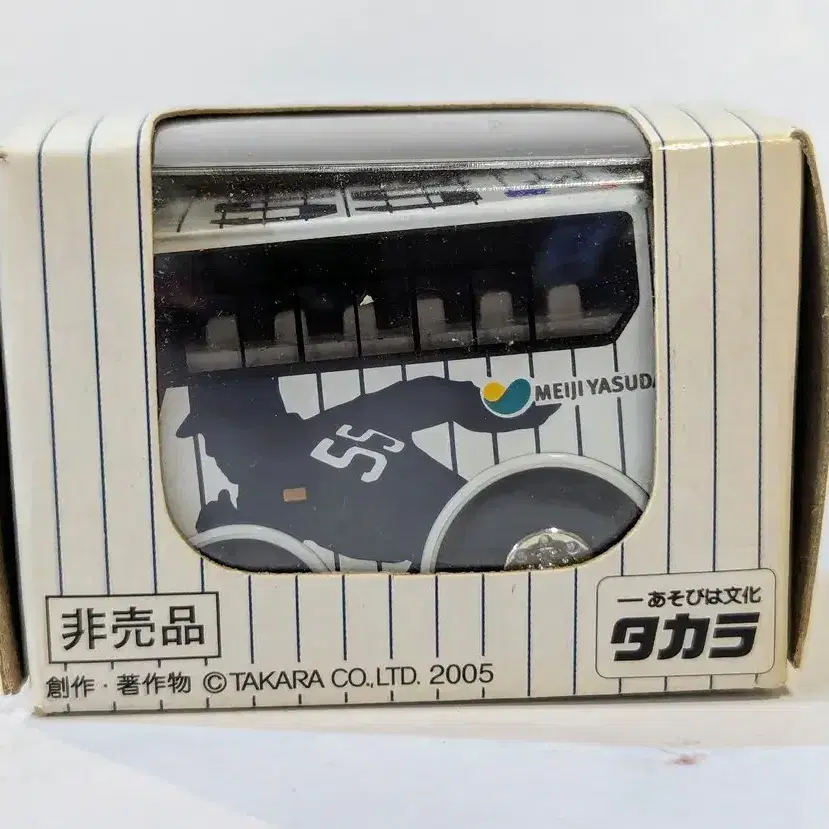 MEIJI YASUDA
55
非売品
創作・著作物 ©TAKARA CO.,LTD. 2005
ーあそびは文化
タカラ